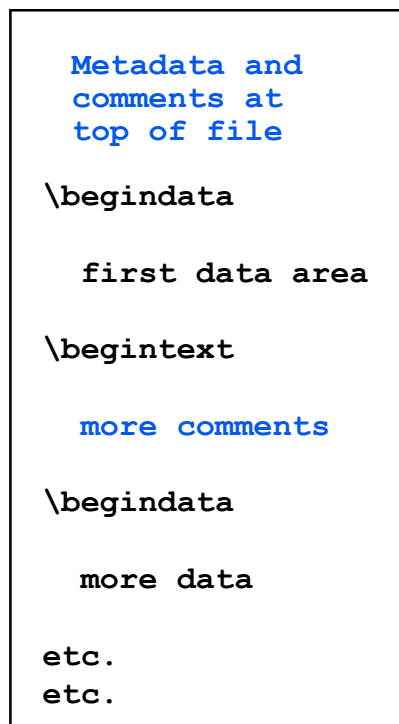 Metadata and
comments at
top of file
\begindata
first data area
\begintext
more comments
\begindata
more data
etc.
etc.